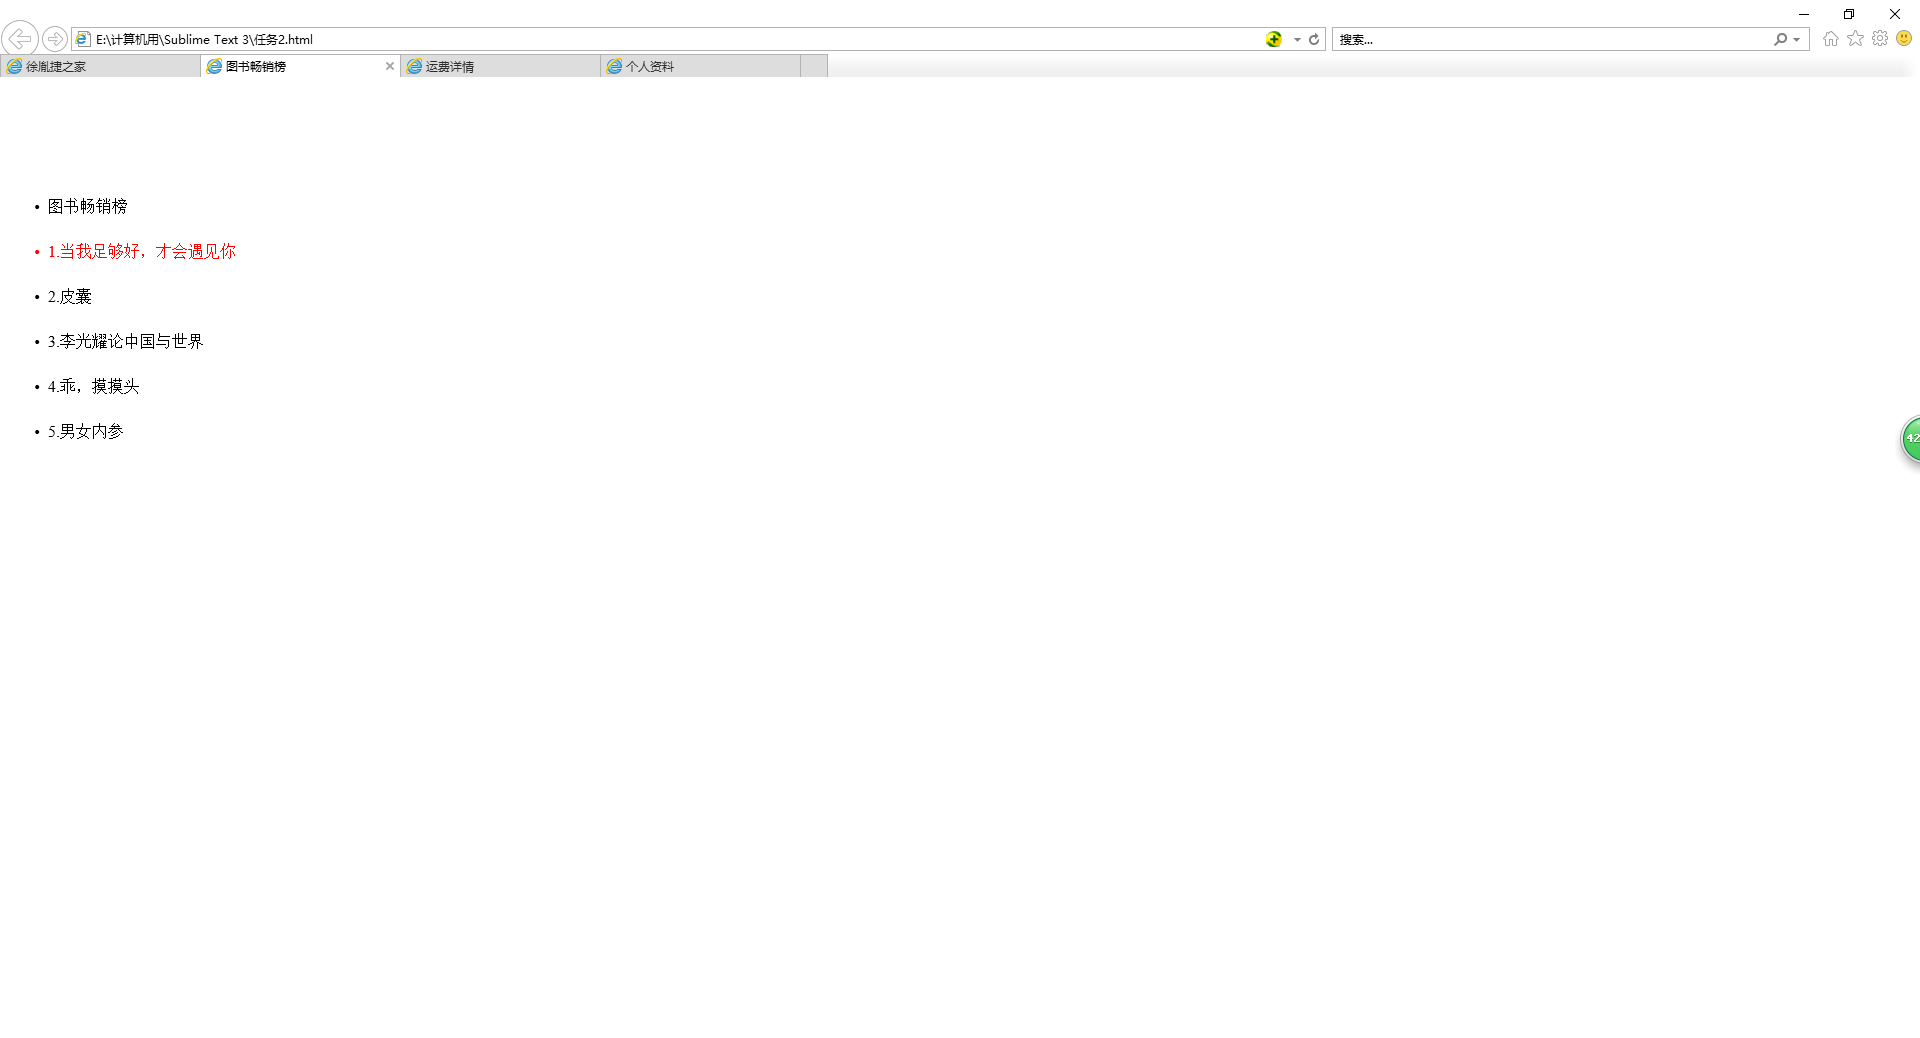 E:\计算机用\Sublime Text 3\任务2.html
搜索...
徐胤捷之家
图书畅销榜
运费详情
个人资料
• 图书畅销榜
• 1.当我足够好，才会遇见你
• 2.皮囊
• 3.李光耀论中国与世界
• 4.乖，摸摸头
• 5.男女内参
42